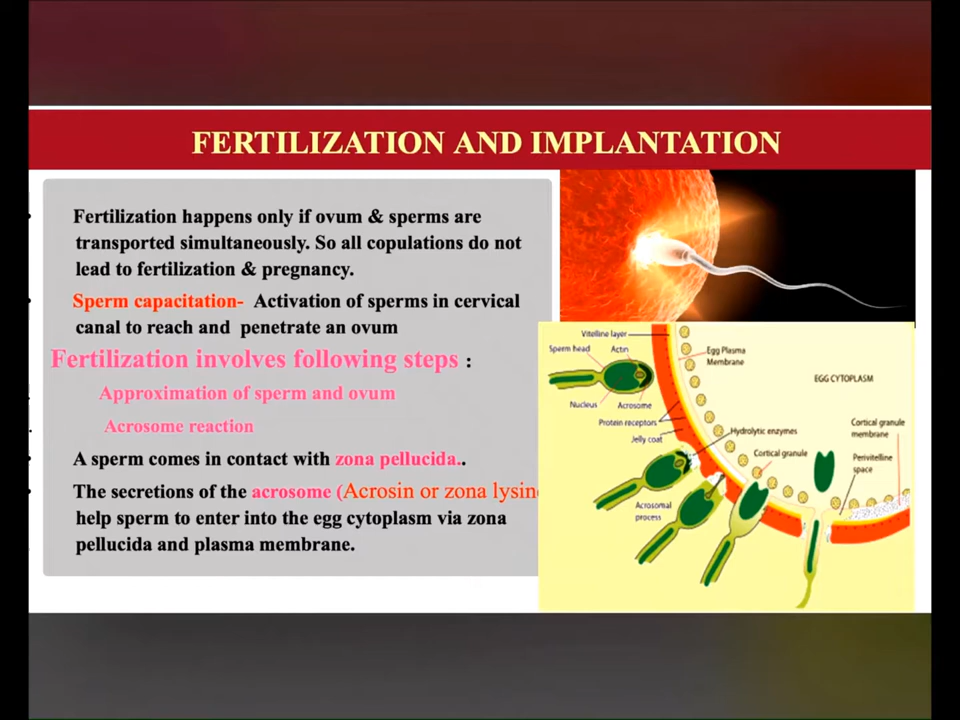 FERTILIZATION AND IMPLANTATION
• Fertilization happens only if ovum & sperms are
transported simultaneously. So all copulations do not
lead to fertilization & pregnancy.
• Sperm capacitation- Activation of sperms in cervical
canal to reach and penetrate an ovum
Fertilization involves following steps :
Approximation of sperm and ovum
Acrosome reaction
• A sperm comes in contact with zona pellucida..
• The secretions of the acrosome (Acrosin or zona lysin
help sperm to enter into the egg cytoplasm via zona
pellucida and plasma membrane.
Vitelline layer
Sperm head
Actin
Egg Plasma
Membrane
EGG CYTOPLASM
Nucleus
Acrosome
Protein receptors
Jelly coat
Hydrolytic enzymes
Cortical granule
membrane
Cortical granule
Perivitelline
space
Acrosomal
process